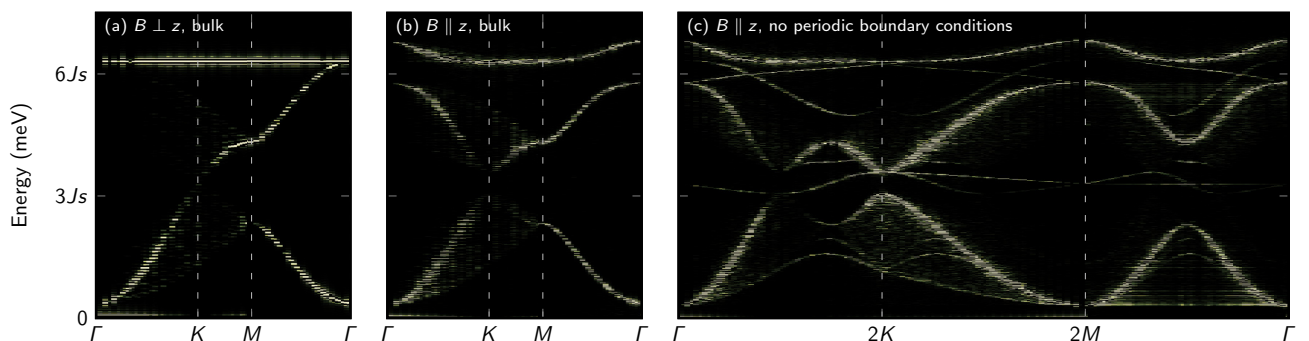 (a) B ⊥ z, bulk
(b) B ∥ z, bulk
(c) B ∥ z, no periodic boundary conditions
Energy (meV)
6Js
3Js
0
Γ K M Γ
Γ K M Γ
Γ 2K 2M Γ